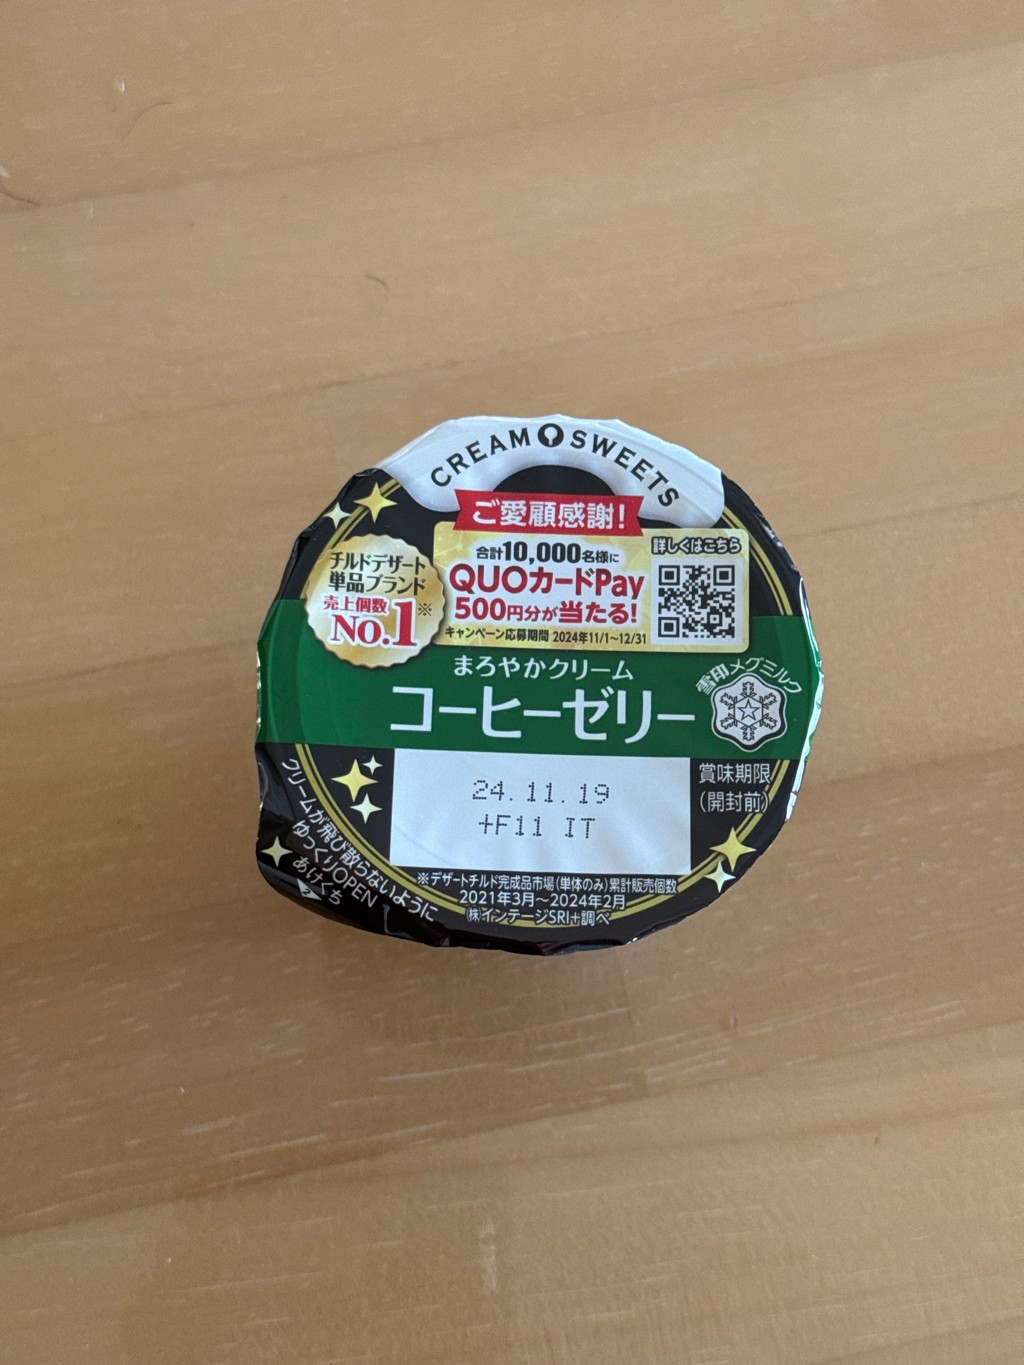 CREAM SWEETS
ご愛顧感謝!
チルドデザート
単品ブランド
売上個数
No.1※
合計10,000名様に
QUOカードPay
500円分が当たる!
キャンペーン応募期間 2024年11/1~12/31
詳しくはこちら
まろやかクリーム
コーヒーゼリー
雪印メグミルク
賞味期限
(開封前)
24.11.19
+F11 IT
クリームが飛び散らないように
ゆっくりOPEN
あけくち
※デザートチルド完成品市場(単体のみ)累計販売個数
2021年3月~2024年2月
㈱インテージSRI+調べ